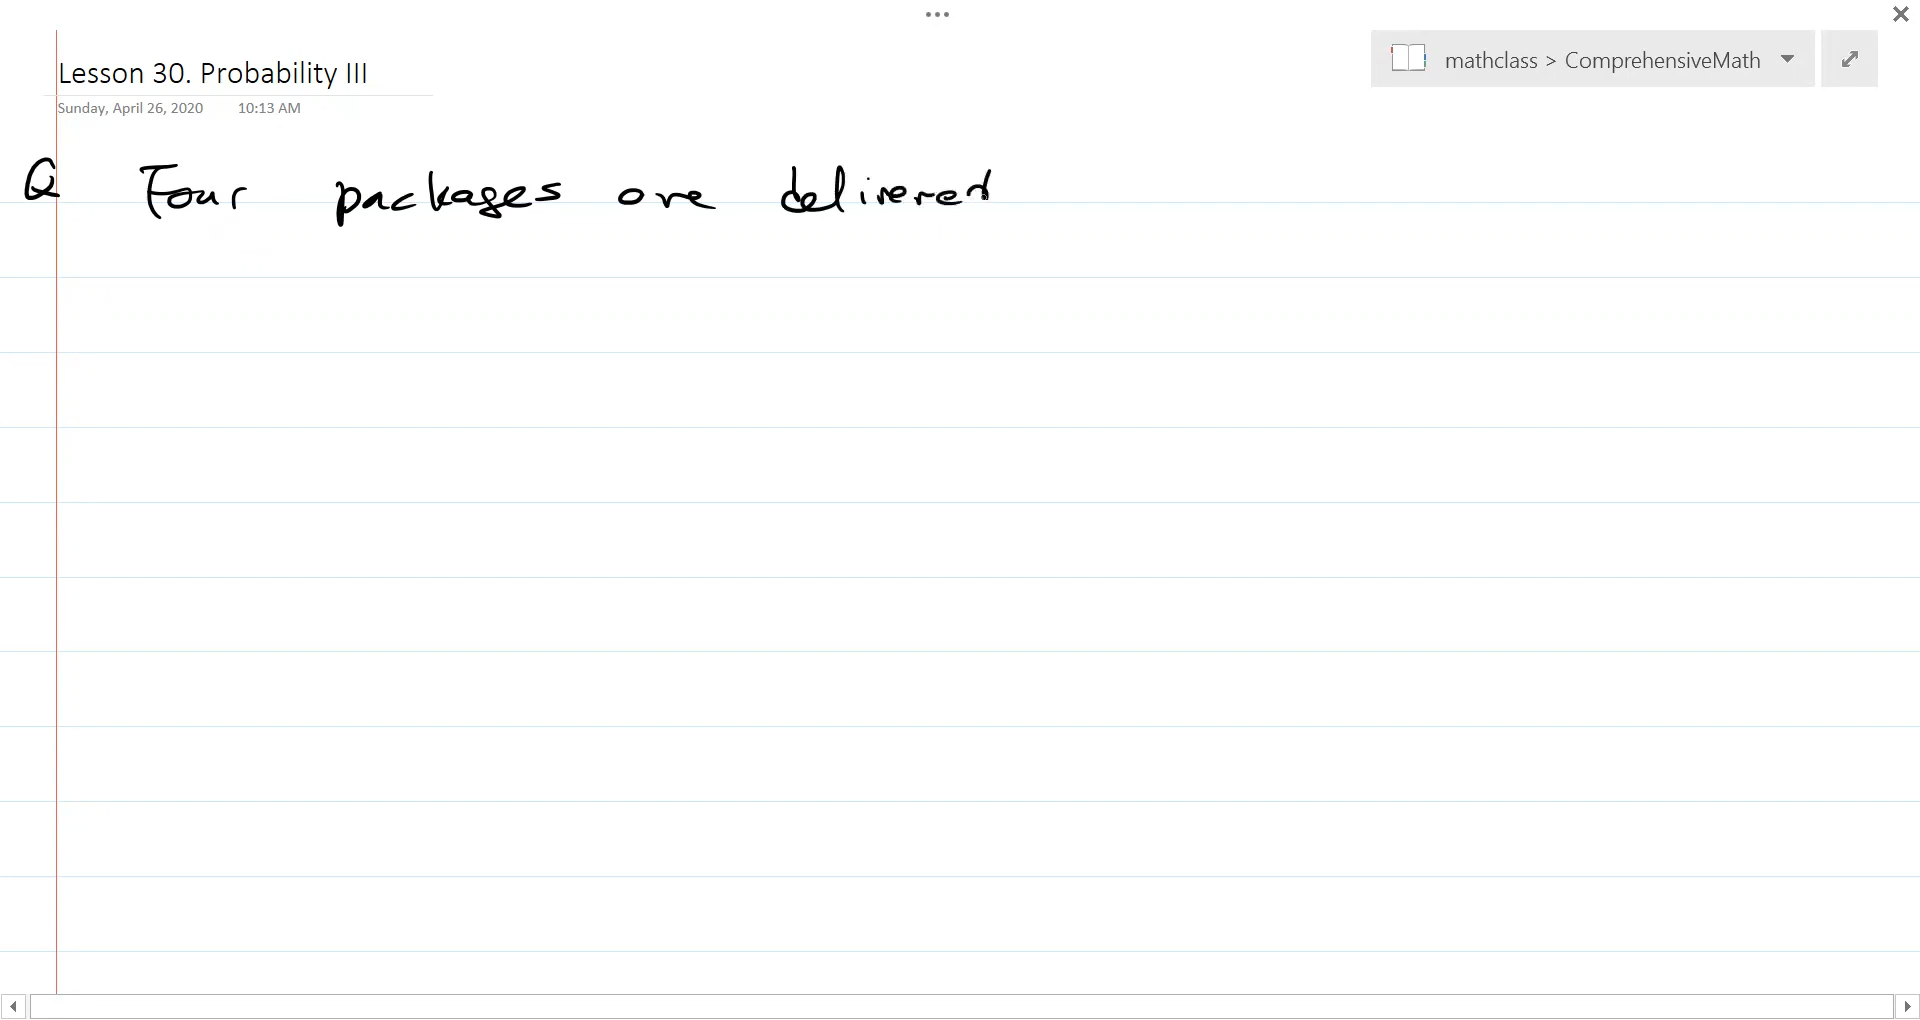 mathclass > ComprehensiveMath
Lesson 30. Probability III
Sunday, April 26, 2020 10:13 AM
Q Four packages are delivered